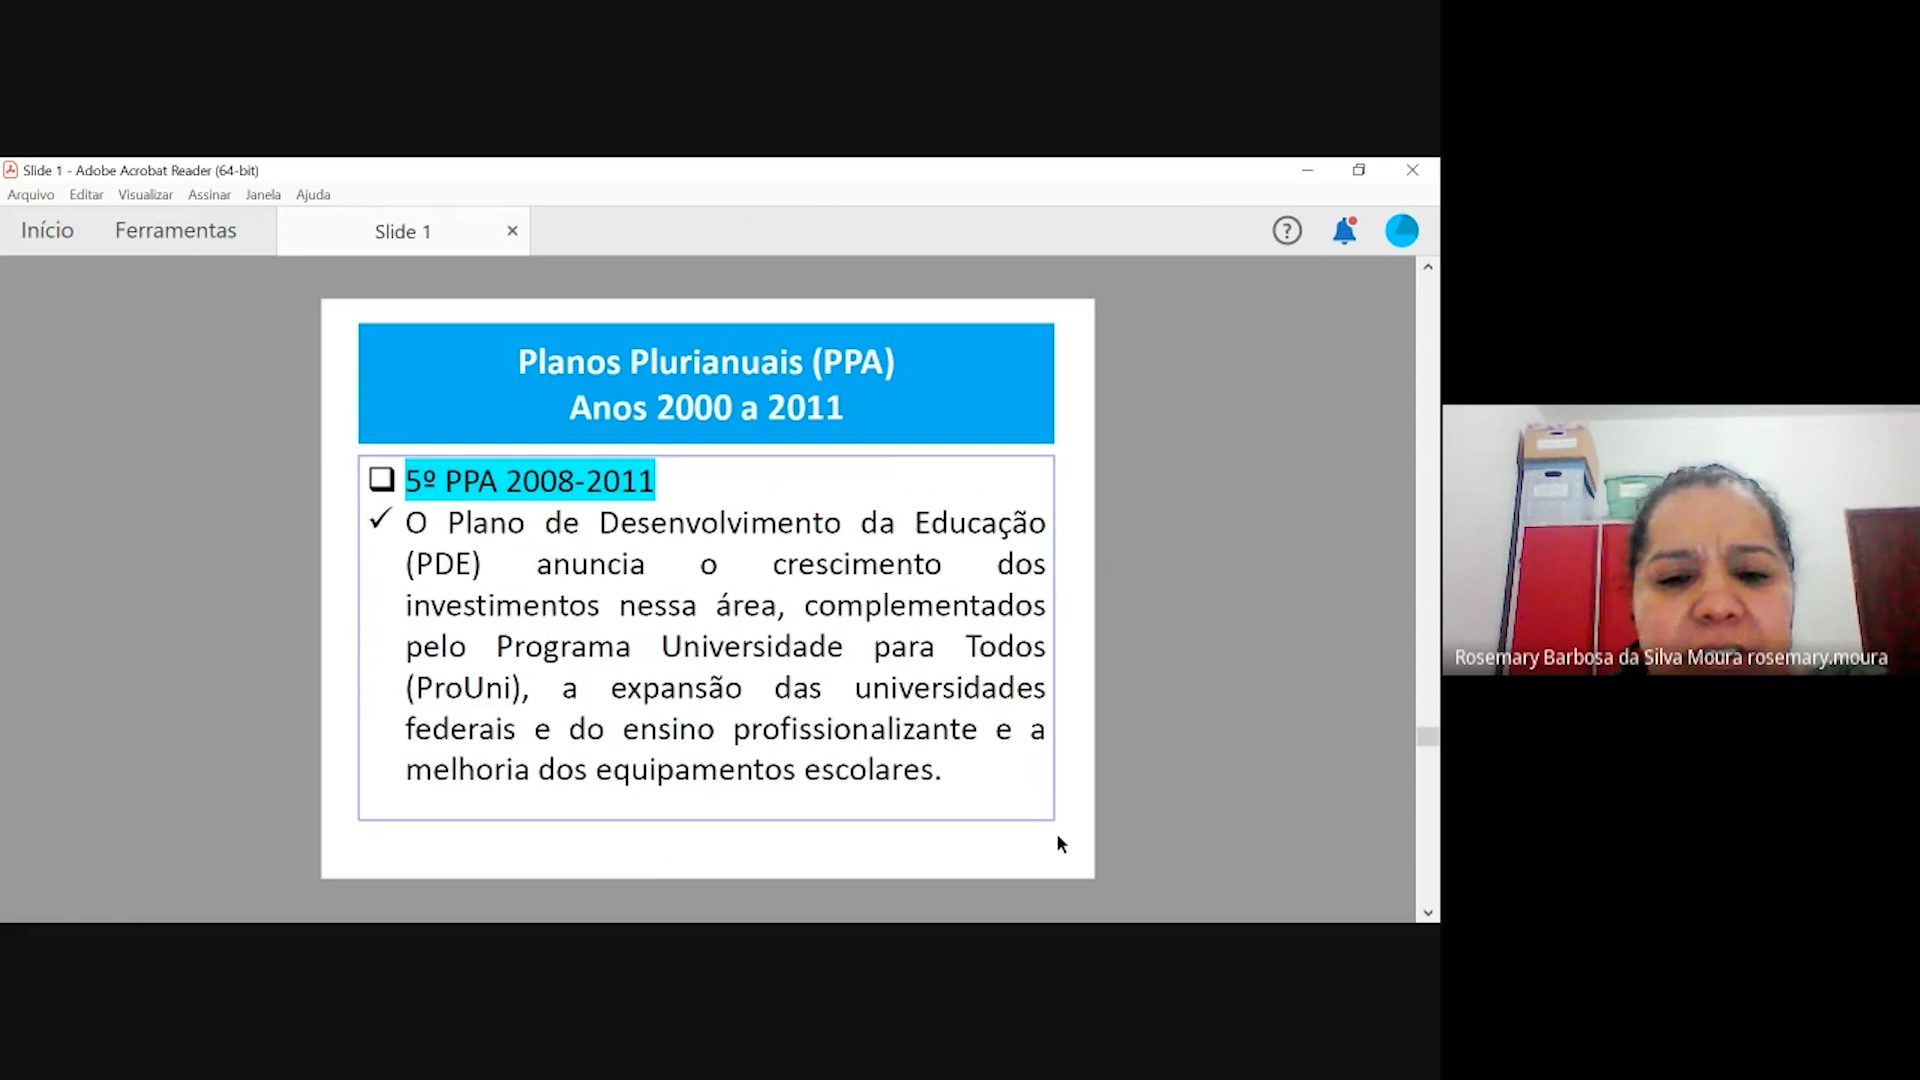 Slide 1 - Adobe Acrobat Reader (64-bit)
Arquivo Editar Visualizar Assinar Janela Ajuda
Início Ferramentas Slide 1
Planos Plurianuais (PPA)
Anos 2000 a 2011
5º PPA 2008-2011
O Plano de Desenvolvimento da Educação
(PDE) anuncia o crescimento dos
investimentos nessa área, complementados
pelo Programa Universidade para Todos
(ProUni), a expansão das universidades
federais e do ensino profissionalizante e a
melhoria dos equipamentos escolares.
Rosemary Barbosa da Silva Moura rosemary.moura